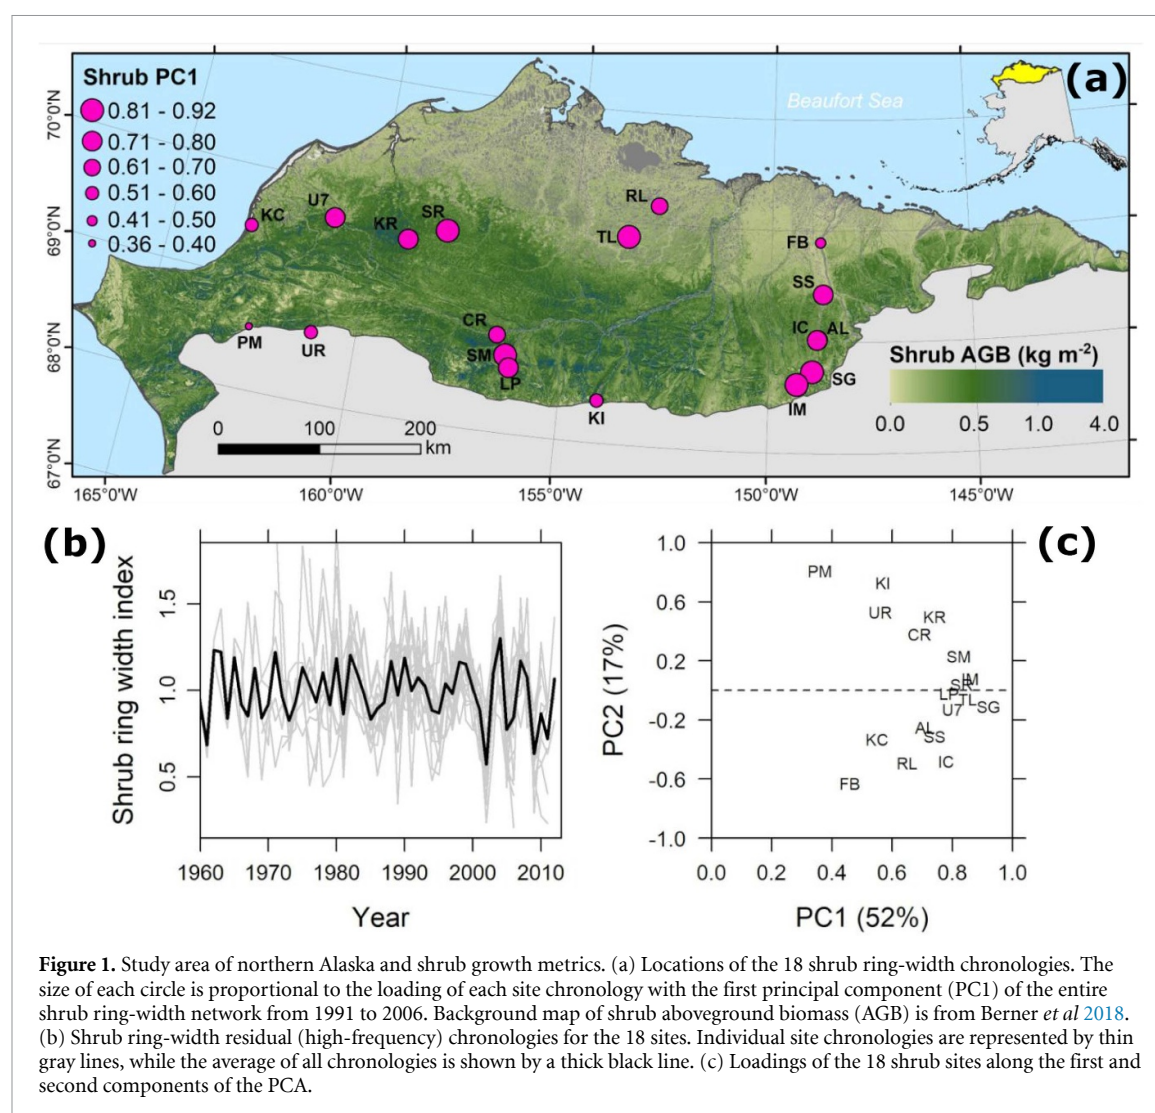 Shrub PC1
0.81 - 0.92
0.71 - 0.80
0.61 - 0.70
0.51 - 0.60
0.41 - 0.50
0.36 - 0.40
(a)
Beaufort Sea
70°0'N
69°0'N
68°0'N
67°0'N
KC
U7
KR
SR
RL
TL
FB
SS
IC
AL
SG
IM
PM
UR
CR
SM
LP
KI
Shrub AGB (kg m-2)
0.0 0.5 1.0 4.0
0 100 200
km
165°0'W 160°0'W 155°0'W 150°0'W 145°0'W
(b)
Shrub ring width index
1.5
1.0
0.5
1960 1970 1980 1990 2000 2010
Year
(c)
PC2 (17%)
1.0
0.6
0.2
-0.2
-0.6
-1.0
PM
KI
UR
KR
CR
SM
IM
SR
LP
TL
SG
U7
AL
SS
KC
RL
IC
FB
0.0 0.2 0.4 0.6 0.8 1.0
PC1 (52%)
Figure 1. Study area of northern Alaska and shrub growth metrics. (a) Locations of the 18 shrub ring-width chronologies. The
size of each circle is proportional to the loading of each site chronology with the first principal component (PC1) of the entire
shrub ring-width network from 1991 to 2006. Background map of shrub aboveground biomass (AGB) is from Berner et al 2018.
(b) Shrub ring-width residual (high-frequency) chronologies for the 18 sites. Individual site chronologies are represented by thin
gray lines, while the average of all chronologies is shown by a thick black line. (c) Loadings of the 18 shrub sites along the first and
second components of the PCA.